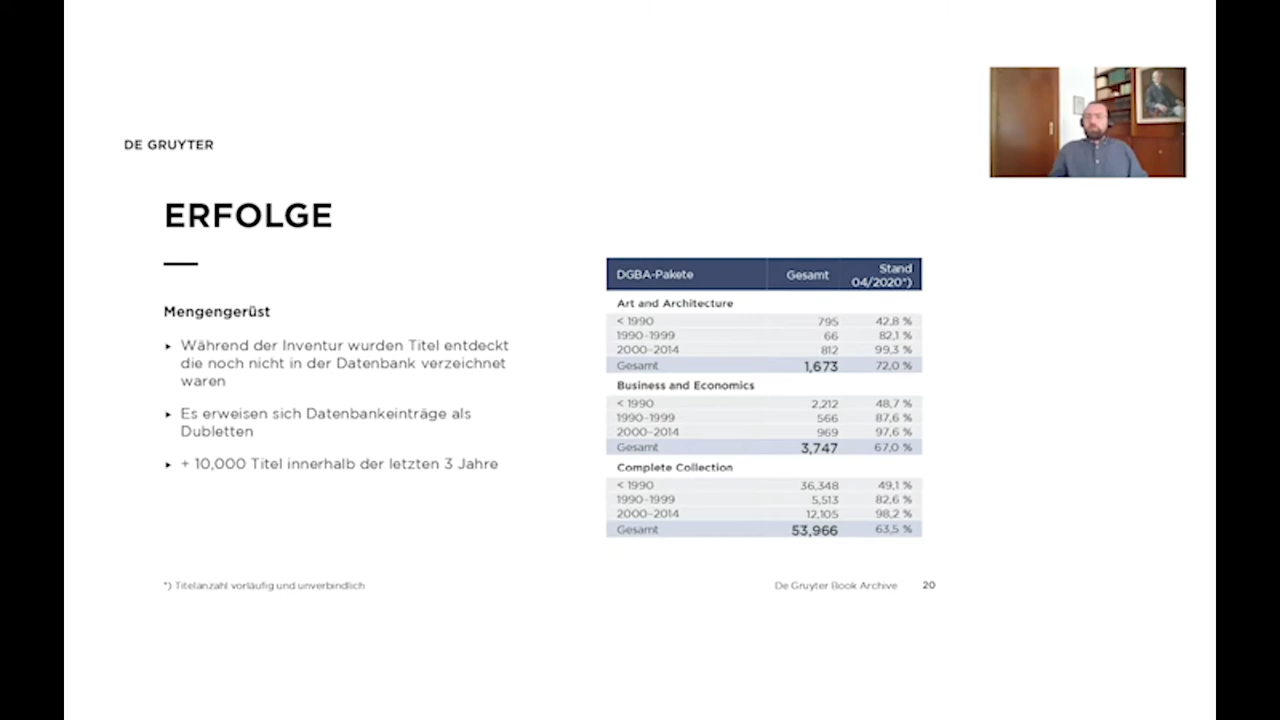 DE GRUYTER
ERFOLGE
Mengengerüst
▸ Während der Inventur wurden Titel entdeckt
die noch nicht in der Datenbank verzeichnet
waren
▸ Es erweisen sich Datenbankeinträge als
Dubletten
▸ + 10,000 Titel innerhalb der letzten 3 Jahre
DGBA-Pakete Gesamt Stand
04/2020*)
Art and Architecture
< 1990 795 42,8 %
1990-1999 66 82,1 %
2000-2014 812 99,3 %
Gesamt 1,673 72,0 %
Business and Economics
< 1990 2,212 48,7 %
1990-1999 566 87,6 %
2000-2014 969 97,6 %
Gesamt 3,747 67,0 %
Complete Collection
< 1990 36,348 49,1 %
1990-1999 5,513 82,6 %
2000-2014 12,105 98,2 %
Gesamt 53,966 63,5 %
*) Titelanzahl vorläufig und unverbindlich
De Gruyter Book Archive 20